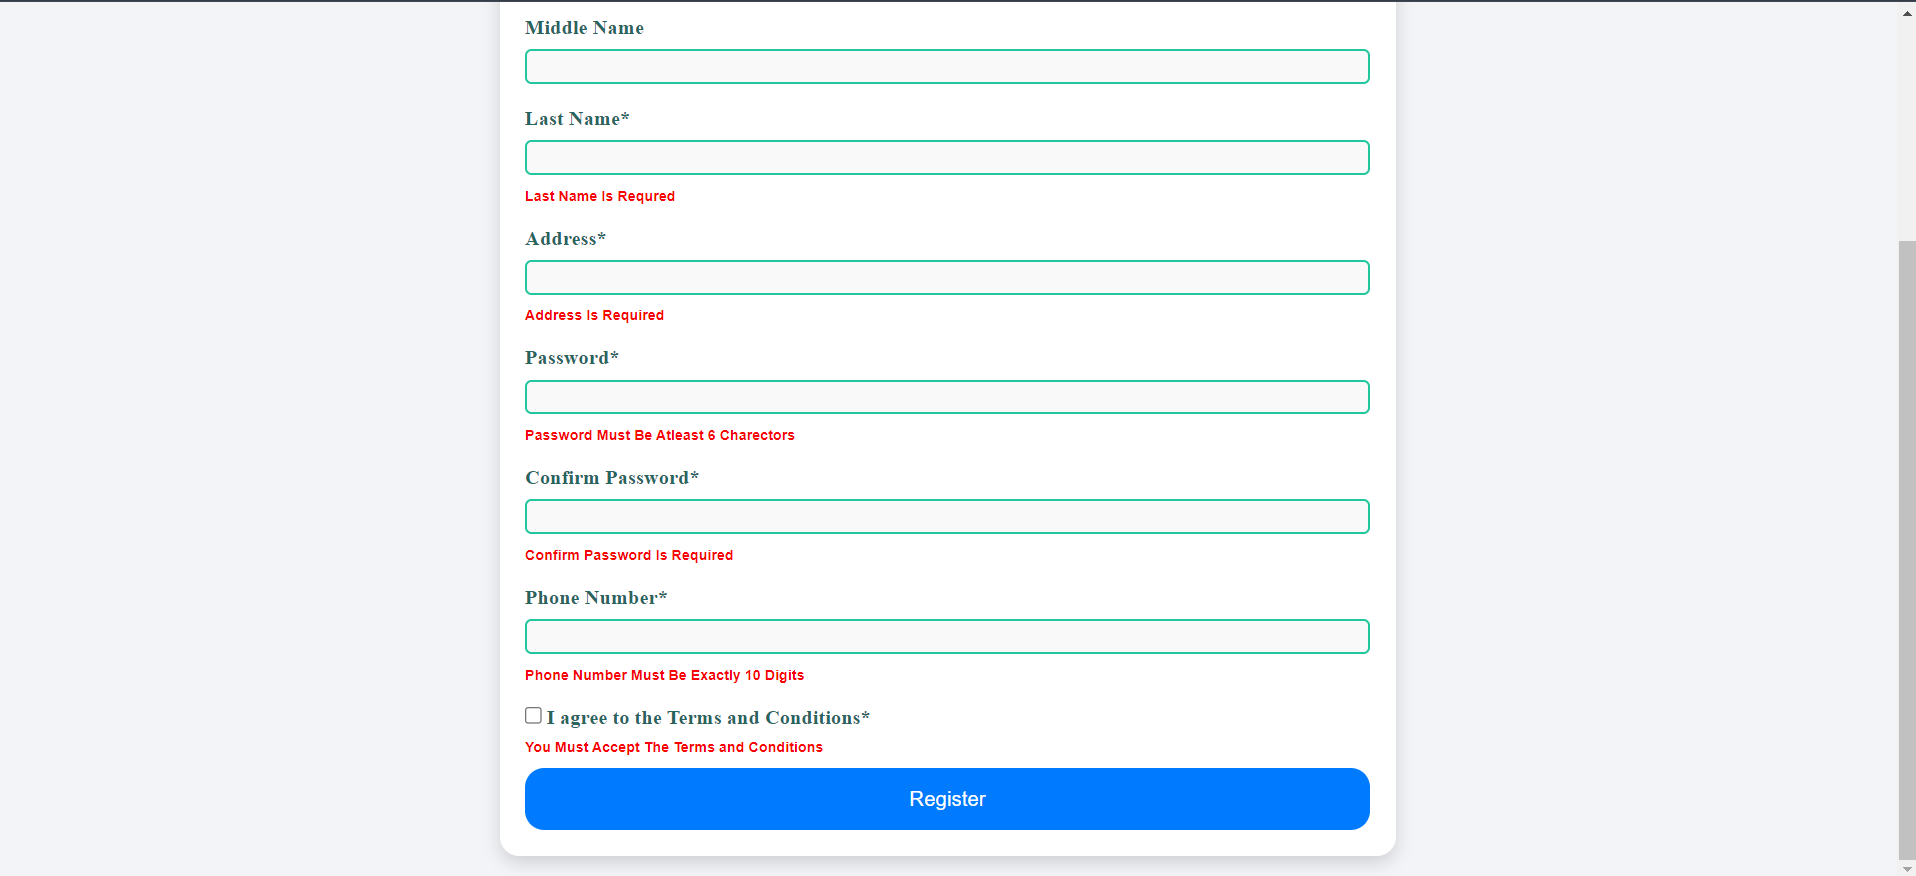 Middle Name
Last Name*
Last Name Is Requred
Address*
Address Is Required
Password*
Password Must Be Atleast 6 Charectors
Confirm Password*
Confirm Password Is Required
Phone Number*
Phone Number Must Be Exactly 10 Digits
I agree to the Terms and Conditions*
You Must Accept The Terms and Conditions
Register